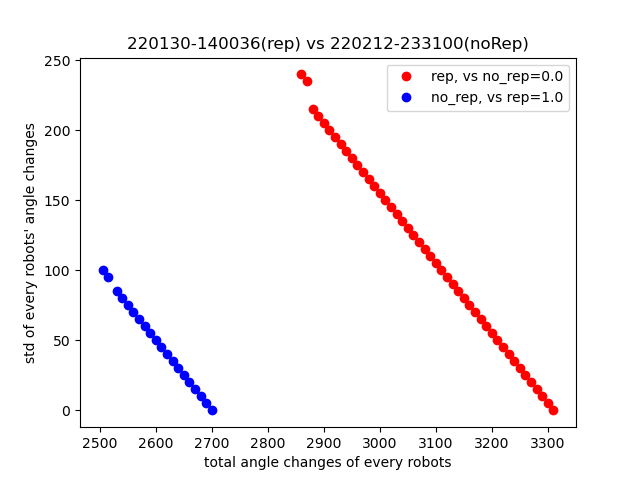 220130-140036(rep) vs 220212-233100(noRep)
rep, vs no_rep=0.0
no_rep, vs rep=1.0
std of every robots' angle changes
250
200
150
100
50
0
2500 2600 2700 2800 2900 3000 3100 3200 3300
total angle changes of every robots